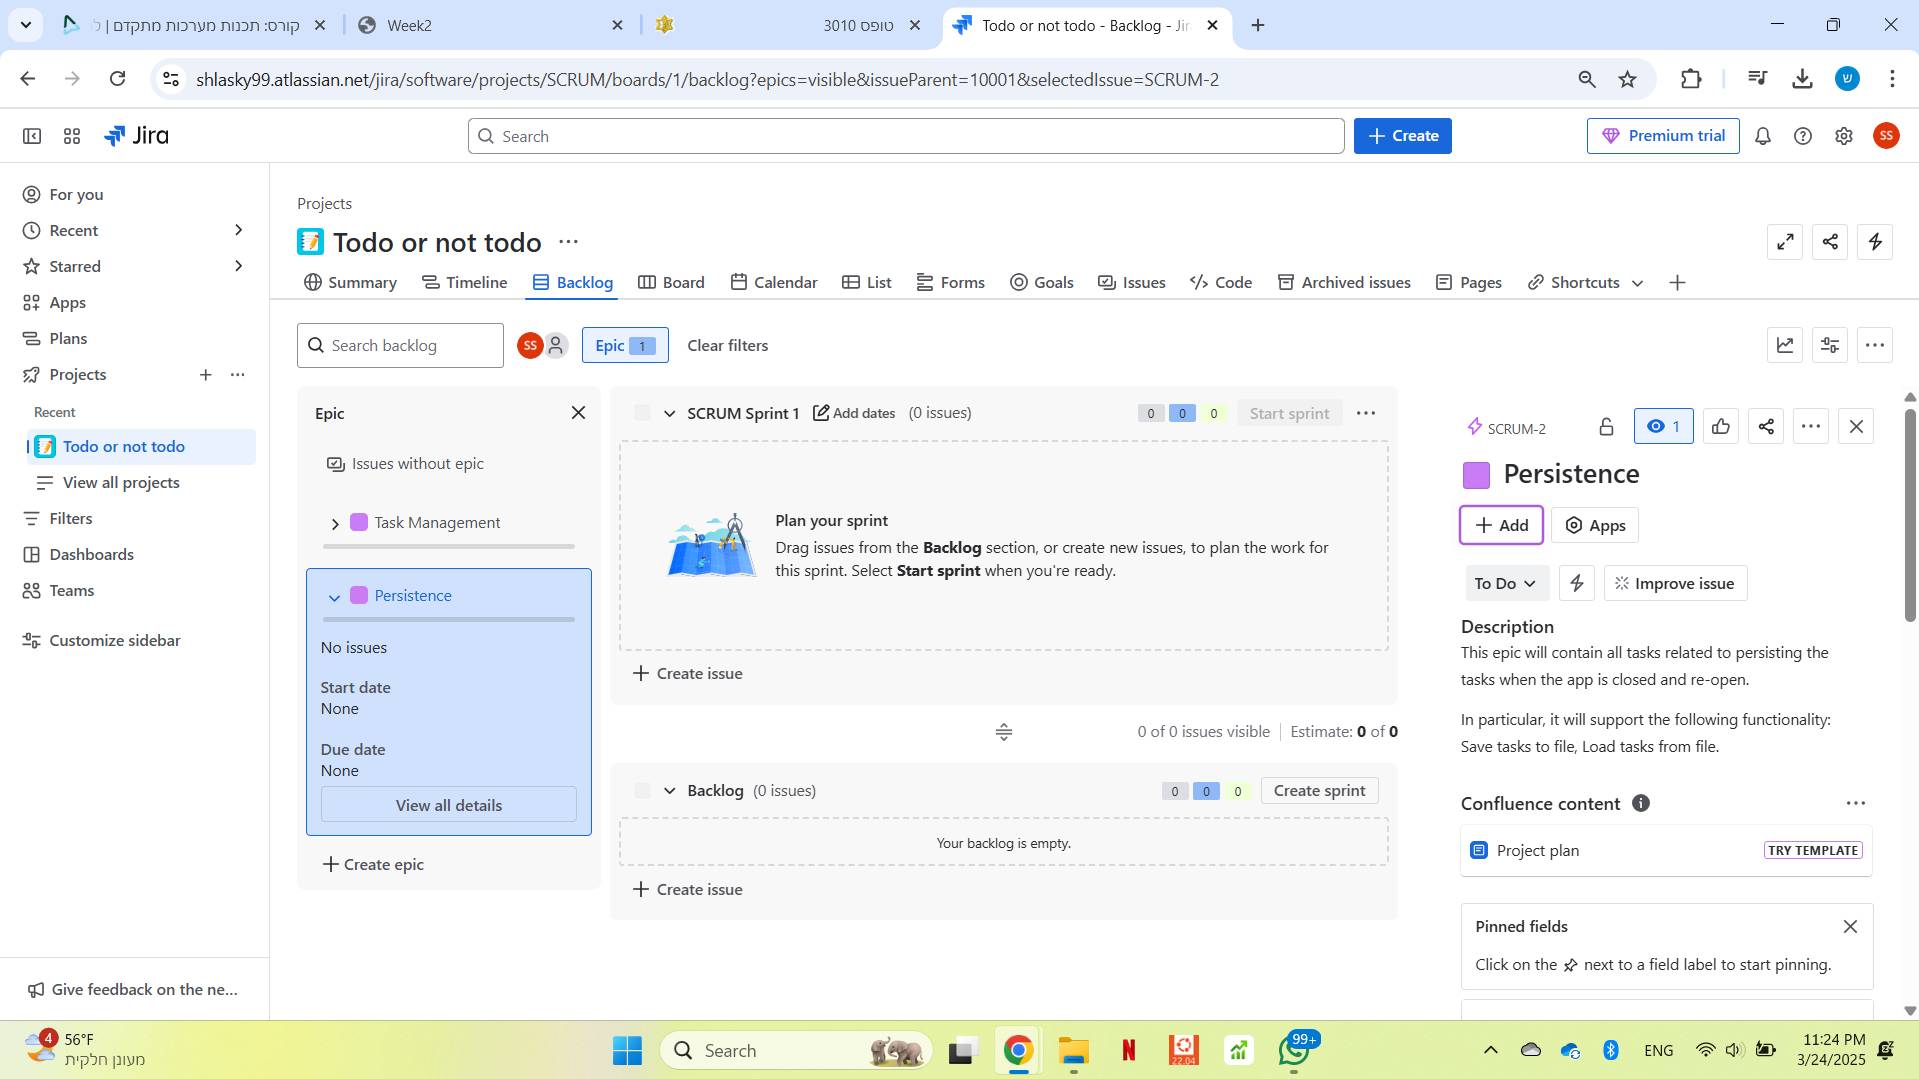 קורס: תכנות מערכות מתקדם | ל
Week2
טופס 3010
Todo or not todo - Backlog - Jir
shlasky99.atlassian.net/jira/software/projects/SCRUM/boards/1/backlog?epics=visible&issueParent=10001&selectedIssue=SCRUM-2
ש
Jira
Search
Create
Premium trial
SS
For you
Recent
Starred
Apps
Plans
Projects
Recent
Todo or not todo
View all projects
Filters
Dashboards
Teams
Customize sidebar
Give feedback on the ne...
Projects
Todo or not todo
Summary Timeline Backlog Board Calendar List Forms Goals Issues Code Archived issues Pages Shortcuts
Search backlog
SS
Epic 1
Clear filters
Epic
Issues without epic
Task Management
Persistence
No issues
Start date
None
Due date
None
View all details
Create epic
SCRUM Sprint 1 Add dates (0 issues) 0 0 0 Start sprint
Plan your sprint
Drag issues from the Backlog section, or create new issues, to plan the work for
this sprint. Select Start sprint when you're ready.
Create issue
0 of 0 issues visible Estimate: 0 of 0
Backlog (0 issues) 0 0 0 Create sprint
Your backlog is empty.
Create issue
SCRUM-2 1
Persistence
Add Apps
To Do Improve issue
Description
This epic will contain all tasks related to persisting the
tasks when the app is closed and re-open.
In particular, it will support the following functionality:
Save tasks to file, Load tasks from file.
Confluence content
Project plan TRY TEMPLATE
Pinned fields
Click on the next to a field label to start pinning.
4
56°F
מעונן חלקית
Search
22.04
99+
ENG
11:24 PM
3/24/2025